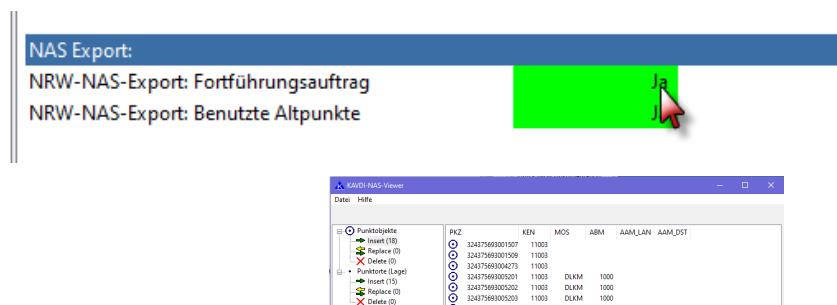 NAS Export:
NRW-NAS-Export: Fortführungsauftrag Ja
NRW-NAS-Export: Benutzte Altpunkte
KAVDI-NAS-Viewer
Datei Hilfe
Punktobjekte
Insert (18)
Replace (0)
Delete (0)
Punktorte (Lage)
Insert (15)
Replace (0)
Delete (0)
PKZ KEN MOS ABM AAM_LAN AAM_DST
324375693001507 11003
324375693001509 11003
324375693004273 11003
324375693005201 11003 DLKM 1000
324375693005202 11003 DLKM 1000
324375693005203 11003 DLKM 1000